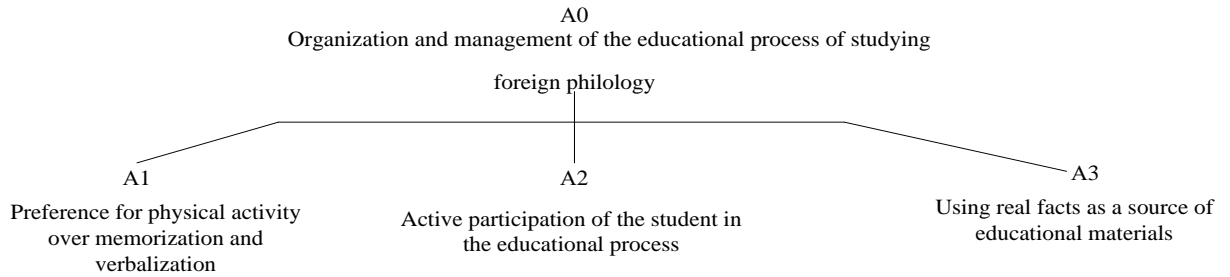 A0
Organization and management of the educational process of studying
foreign philology
A1
Preference for physical activity
over memorization and
verbalization
A2
Active participation of the student in
the educational process
A3
Using real facts as a source of
educational materials